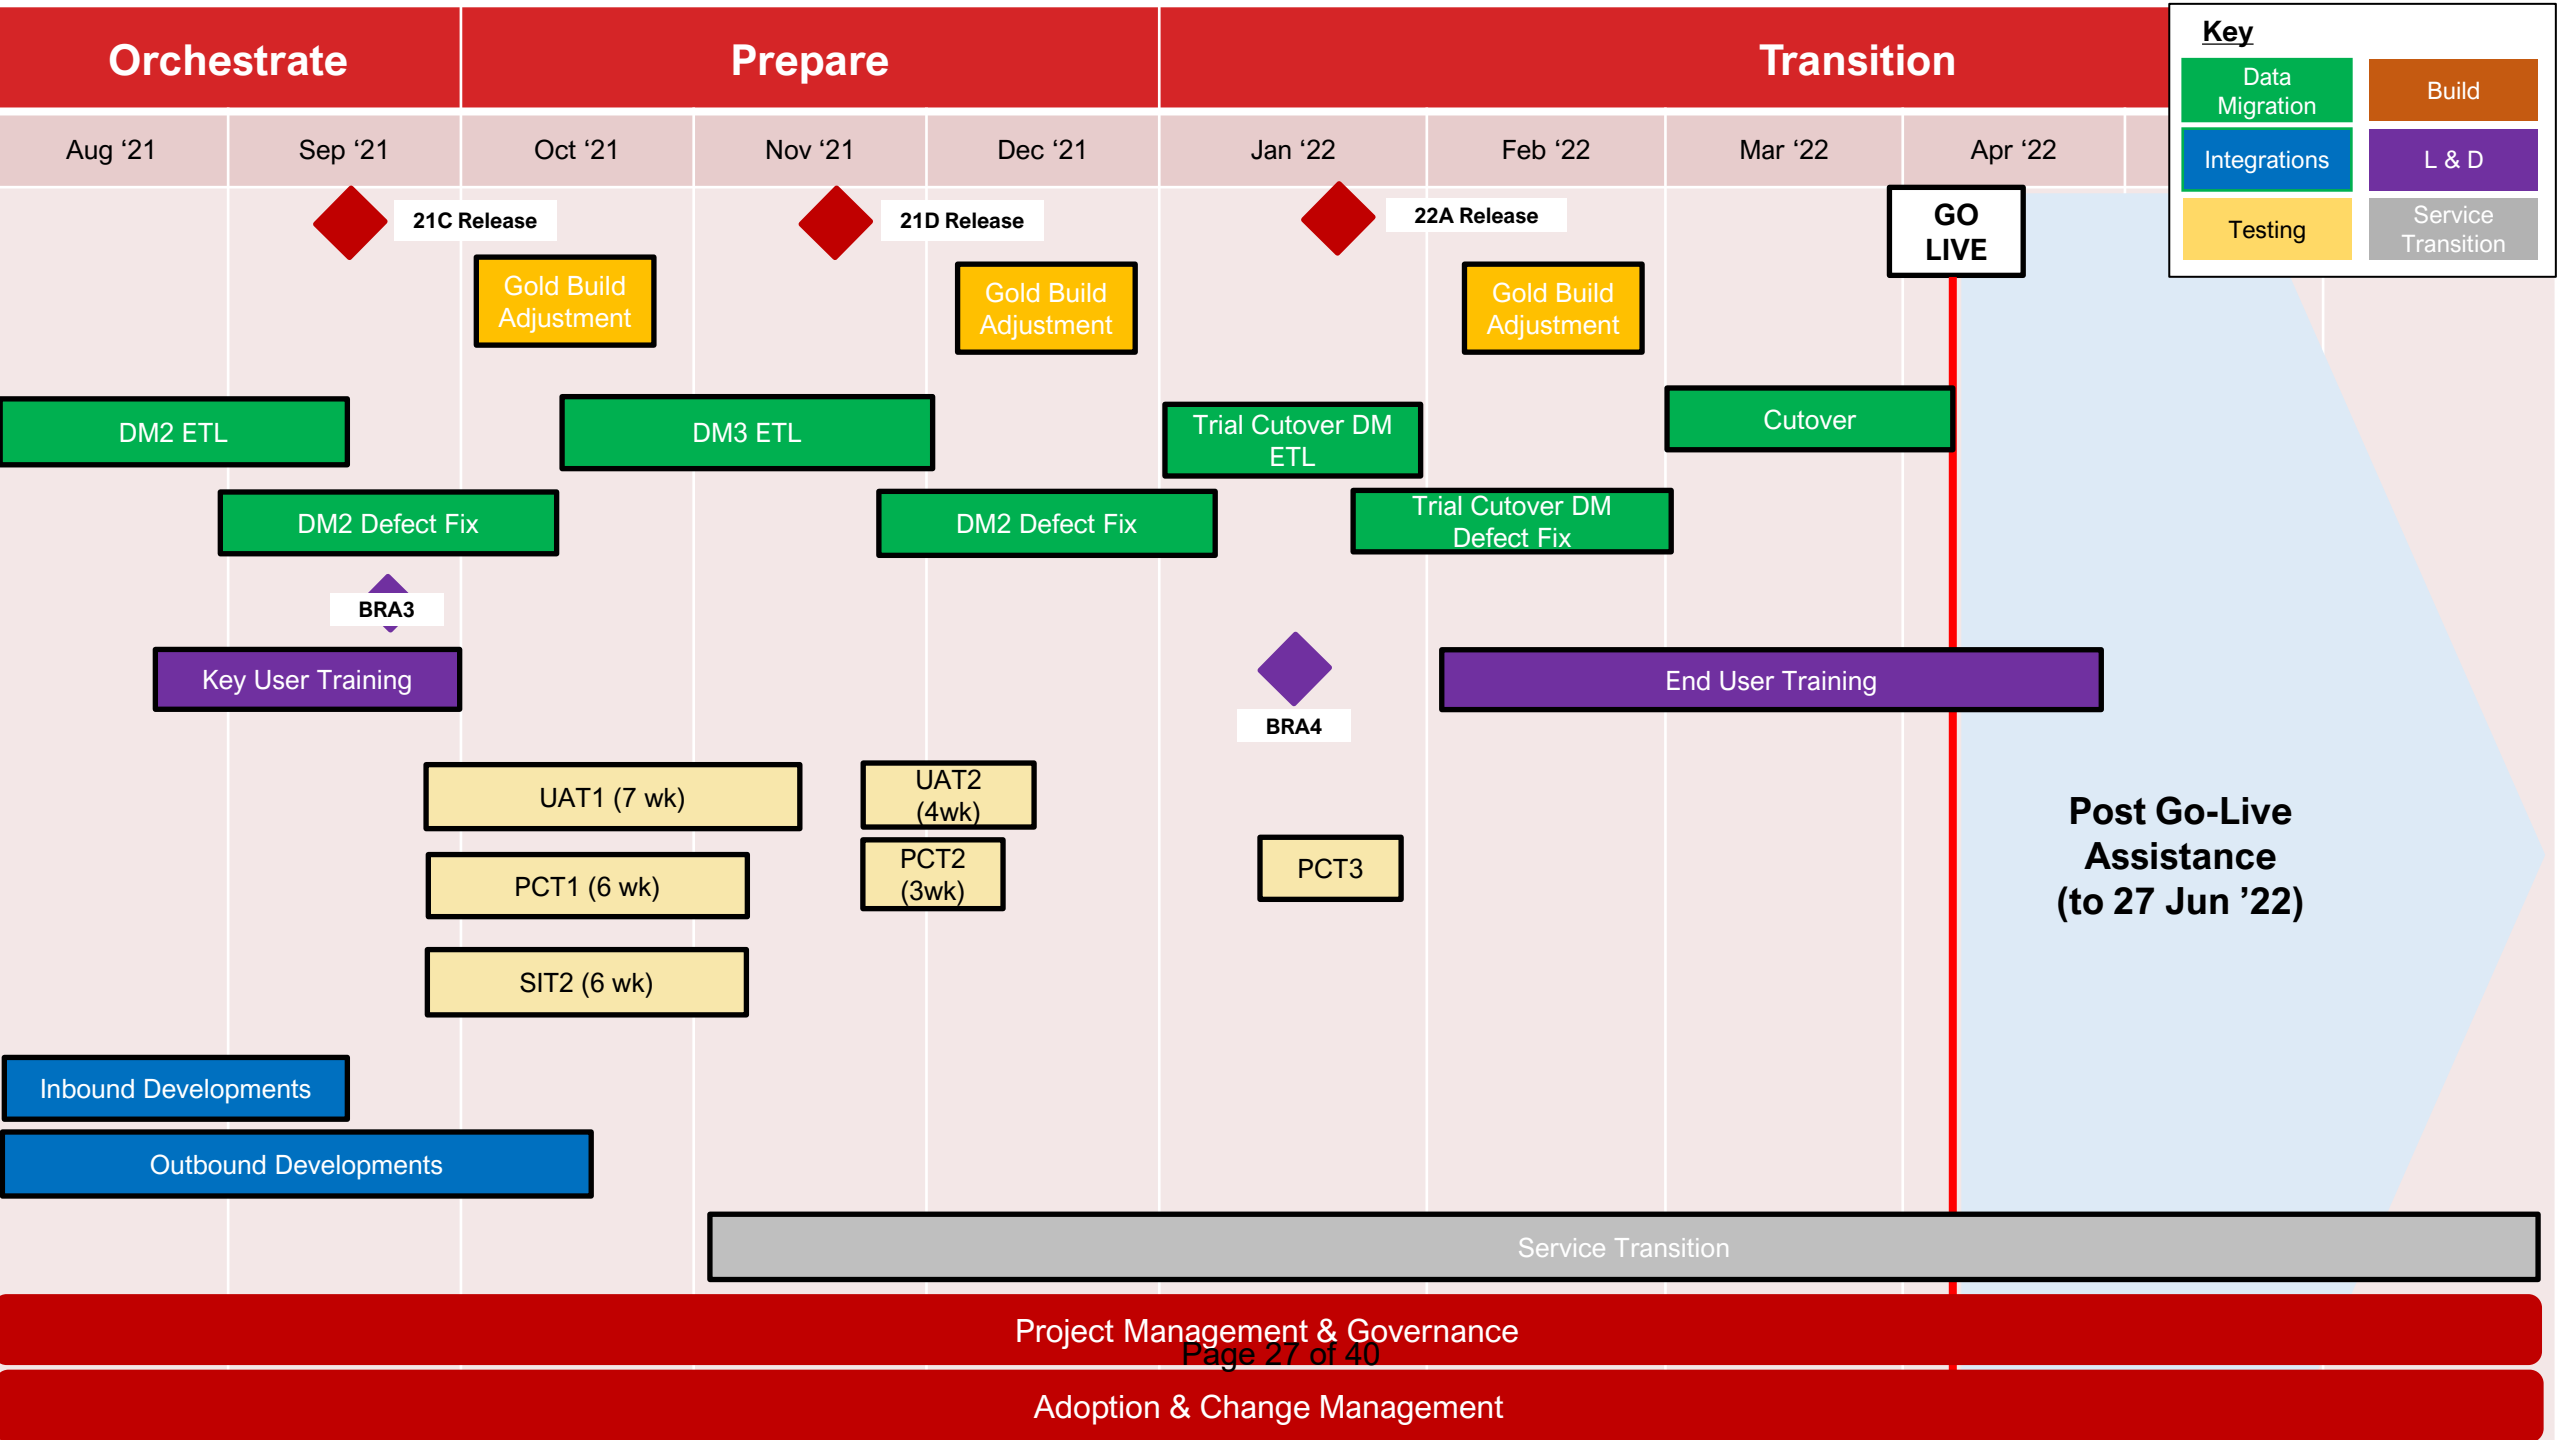 Orchestrate
Prepare
Transition
Key
Data
Migration
Build
Integrations
L & D
Testing
Service
Transition
Aug ‘21
Sep ‘21
Oct ‘21
Nov ‘21
Dec ‘21
Jan ‘22
Feb ‘22
Mar ‘22
Apr ‘22
21C Release
21D Release
22A Release
GO
LIVE
Gold Build
Adjustment
Gold Build
Adjustment
Gold Build
Adjustment
DM2 ETL
DM3 ETL
Trial Cutover DM
ETL
Cutover
DM2 Defect Fix
DM2 Defect Fix
Trial Cutover DM
Defect Fix
BRA3
Key User Training
BRA4
End User Training
UAT1 (7 wk)
UAT2
(4wk)
PCT1 (6 wk)
PCT2
(3wk)
PCT3
Post Go-Live
Assistance
(to 27 Jun ’22)
SIT2 (6 wk)
Inbound Developments
Outbound Developments
Service Transition
Project Management & Governance
Page 27 of 40
Adoption & Change Management